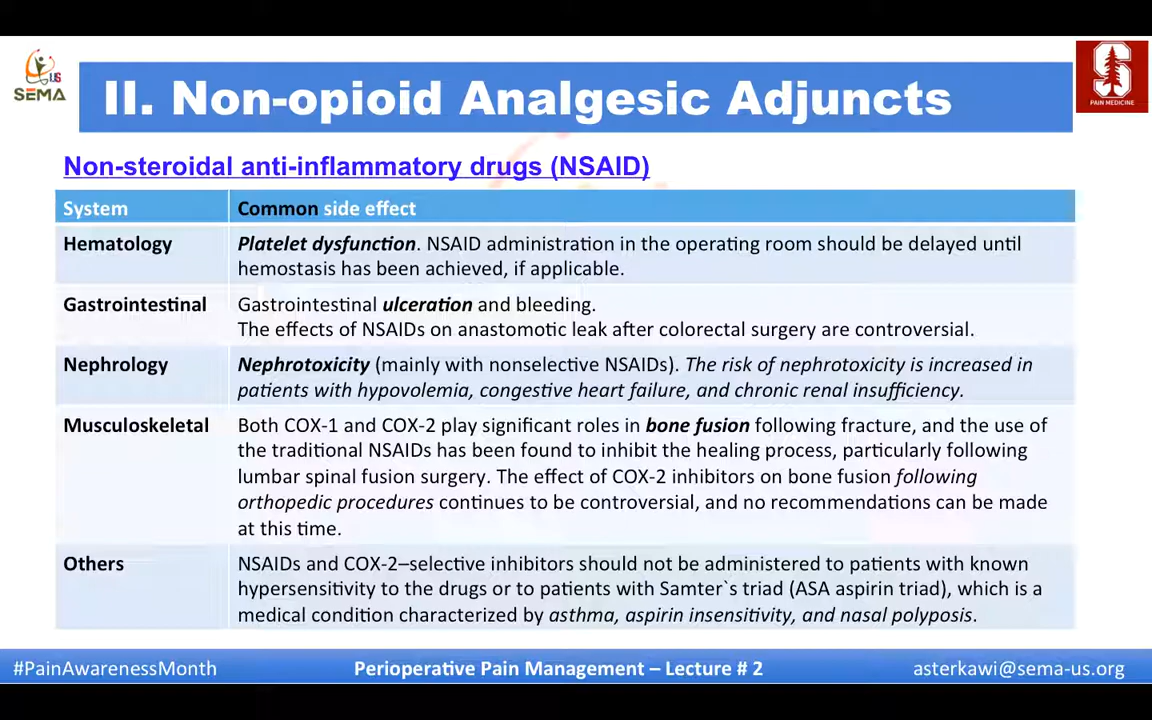 US
SEMA
II. Non-opioid Analgesic Adjuncts
S
PAIN MEDICINE
Non-steroidal anti-inflammatory drugs (NSAID)
System Common side effect
Hematology Platelet dysfunction. NSAID administration in the operating room should be delayed until
hemostasis has been achieved, if applicable.
Gastrointestinal Gastrointestinal ulceration and bleeding.
The effects of NSAIDs on anastomotic leak after colorectal surgery are controversial.
Nephrology Nephrotoxicity (mainly with nonselective NSAIDs). The risk of nephrotoxicity is increased in
patients with hypovolemia, congestive heart failure, and chronic renal insufficiency.
Musculoskeletal Both COX-1 and COX-2 play significant roles in bone fusion following fracture, and the use of
the traditional NSAIDs has been found to inhibit the healing process, particularly following
lumbar spinal fusion surgery. The effect of COX-2 inhibitors on bone fusion following
orthopedic procedures continues to be controversial, and no recommendations can be made
at this time.
Others NSAIDs and COX-2–selective inhibitors should not be administered to patients with known
hypersensitivity to the drugs or to patients with Samter`s triad (ASA aspirin triad), which is a
medical condition characterized by asthma, aspirin insensitivity, and nasal polyposis.
#PainAwarenessMonth Perioperative Pain Management – Lecture # 2 asterkawi@sema-us.org